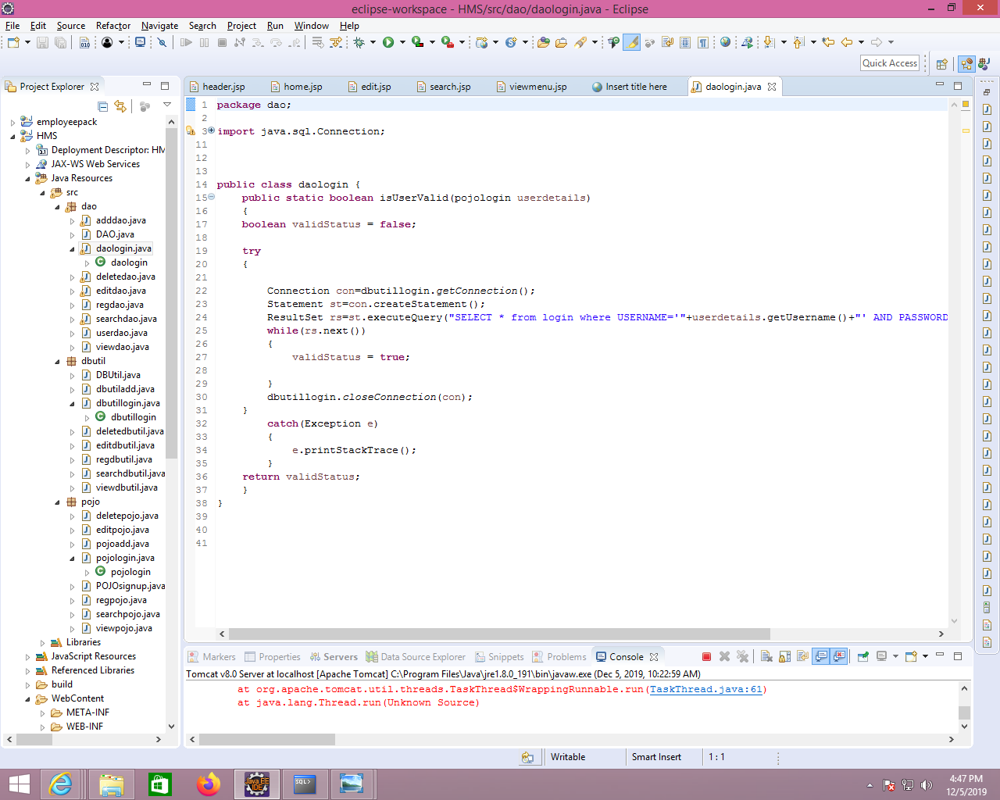 eclipse-workspace - HMS/src/dao/daologin.java - Eclipse
File Edit Source Refactor Navigate Search Project Run Window Help
Quick Access
Project Explorer
employeepack
HMS
Deployment Descriptor: HM
JAX-WS Web Services
Java Resources
src
dao
adddao.java
DAO.java
daologin.java
daologin
deletedao.java
editdao.java
regdao.java
searchdao.java
userdao.java
viewdao.java
dbutil
DBUtil.java
dbutiladd.java
dbutillogin.java
dbutillogin
deletedbutil.java
editdbutil.java
regdbutil.java
searchdbutil.java
viewdbutil.java
pojo
deletepojo.java
editpojo.java
pojoadd.java
pojologin.java
pojologin
POJOsignup.java
regpojo.java
searchpojo.java
viewpojo.java
Libraries
JavaScript Resources
Referenced Libraries
build
WebContent
META-INF
WEB-INF
header.jsp home.jsp edit.jsp search.jsp viewmenu.jsp Insert title here daologin.java
1 package dao;
2
3 import java.sql.Connection;
11
12
13
14 public class daologin {
15 public static boolean isUserValid(pojologin userdetails)
16 {
17 boolean validStatus = false;
18
19 try
20 {
21
22 Connection con=dbutillogin.getConnection();
23 Statement st=con.createStatement();
24 ResultSet rs=st.executeQuery("SELECT * from login where USERNAME='"+userdetails.getUsername()+"' AND PASSWORD
25 while(rs.next())
26 {
27 validStatus = true;
28
29 }
30 dbutillogin.closeConnection(con);
31 }
32 catch(Exception e)
33 {
34 e.printStackTrace();
35 }
36 return validStatus;
37 }
38 }
39
40
41
Markers Properties Servers Data Source Explorer Snippets Problems Console
Tomcat v8.0 Server at localhost [Apache Tomcat] C:\Program Files\Java\jre1.8.0_191\bin\javaw.exe (Dec 5, 2019, 10:22:59 AM)
at org.apache.tomcat.util.threads.TaskThread$WrappingRunnable.run(TaskThread.java:61)
at java.lang.Thread.run(Unknown Source)
Writable Smart Insert 1 : 1
Java EE IDE
SQL>
4:47 PM
12/5/2019